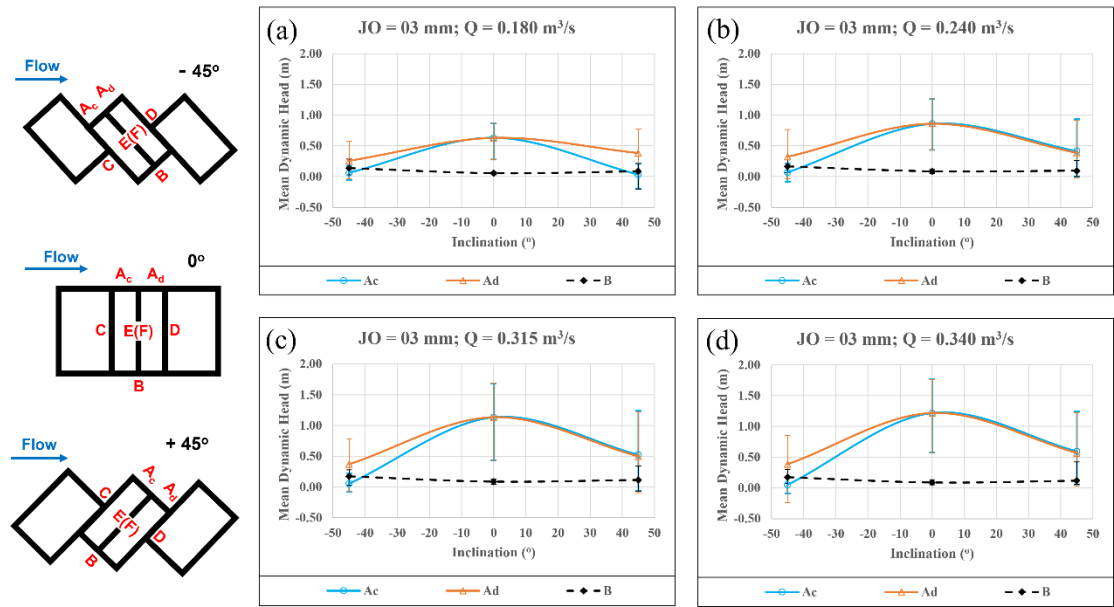 Flow
- 45°
Ac
Ad
D
E(F)
C
B
Flow
0°
Ac
Ad
C
E(F)
D
B
Flow
+ 45°
Ac
Ad
C
E(F)
D
B
(a)
JO = 03 mm; Q = 0.180 m³/s
Mean Dynamic Head (m)
2.00
1.50
1.00
0.50
0.00
-0.50
-50 -40 -30 -20 -10 0 10 20 30 40 50
Inclination (°)
Ac Ad B
(b)
JO = 03 mm; Q = 0.240 m³/s
Mean Dynamic Head (m)
2.00
1.50
1.00
0.50
0.00
-0.50
-50 -40 -30 -20 -10 0 10 20 30 40 50
Inclination (°)
Ac Ad B
(c)
JO = 03 mm; Q = 0.315 m³/s
Mean Dynamic Head (m)
2.00
1.50
1.00
0.50
0.00
-0.50
-50 -40 -30 -20 -10 0 10 20 30 40 50
Inclination (°)
Ac Ad B
(d)
JO = 03 mm; Q = 0.340 m³/s
Mean Dynamic Head (m)
2.00
1.50
1.00
0.50
0.00
-0.50
-50 -40 -30 -20 -10 0 10 20 30 40 50
Inclination (°)
Ac Ad B